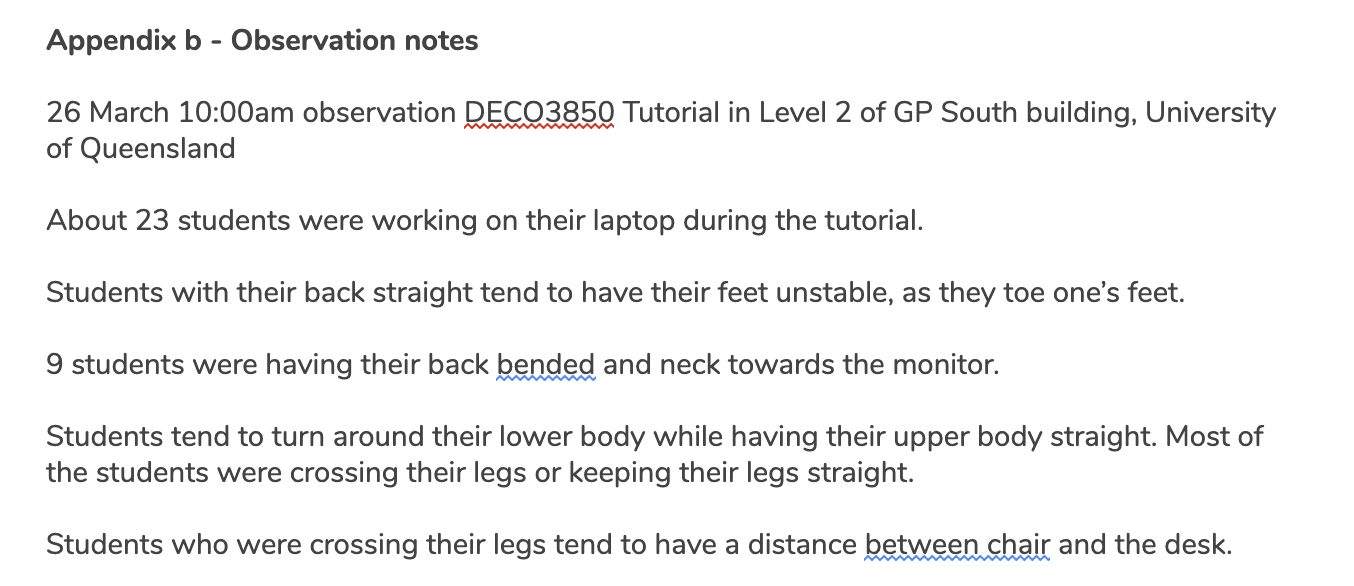 Appendix b - Observation notes
26 March 10:00am observation DECO3850 Tutorial in Level 2 of GP South building, University
of Queensland
About 23 students were working on their laptop during the tutorial.
Students with their back straight tend to have their feet unstable, as they toe one’s feet.
9 students were having their back bended and neck towards the monitor.
Students tend to turn around their lower body while having their upper body straight. Most of
the students were crossing their legs or keeping their legs straight.
Students who were crossing their legs tend to have a distance between chair and the desk.